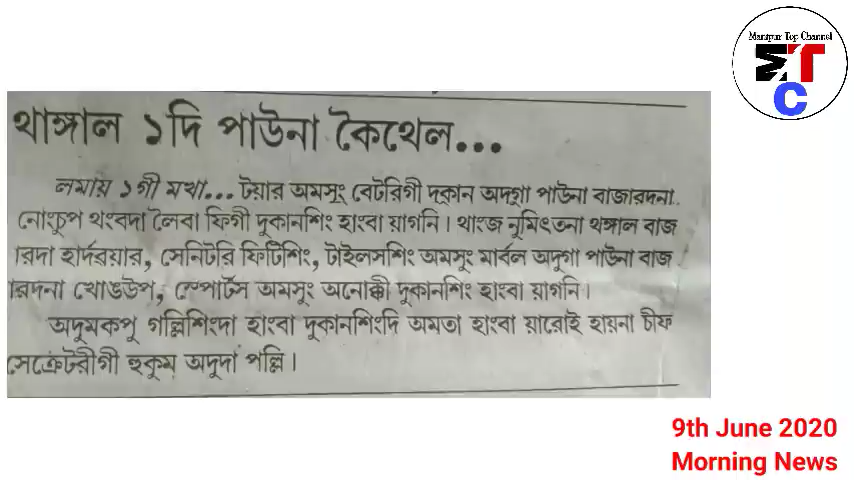 Manipur Top Channel
MTC
থাঙ্গাল ১দি পাউনা কৈথেল...
লমায় ১গী মখা... টয়ার অমসুং বেটরিগী দুকান অদুগা পাউনা বাজারদনা
নোংচুপ থংবদা লৈবা ফিগী দুকানশিং হাংবা য়াগনি। থাংজ নুমিৎতনা থঙ্গাল বাজ
ারদা হার্দৱয়ার, সেনিটরি ফিটিশিং, টাইলসশিং অমসুং মার্বল অদুগা পাউনা বাজ
ারদনা খোঙউপ, স্পোর্টস অমসুং অনোক্কী দুকানশিং হাংবা য়াগনি।
অদুমকপু গল্লিশিংদা হাংবা দুকানশিংদি অমতা হাংবা য়ারোই হায়না চীফ
সেক্রেটরীগী হুকুম অদুদা পল্লি।
9th June 2020
Morning News